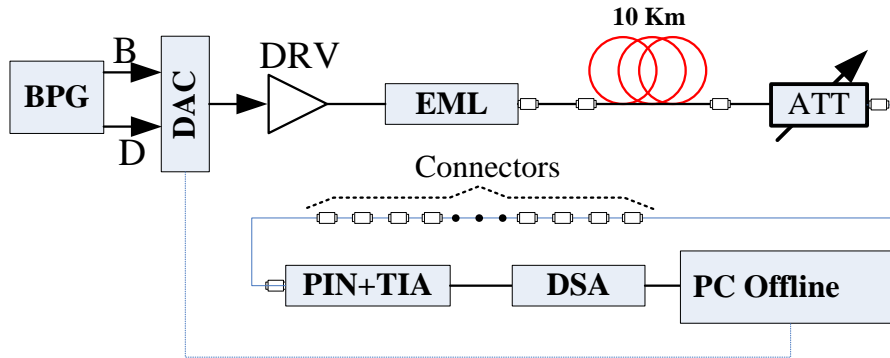 10 Km
B
DRV
BPG
DAC
EML
ATT
D
Connectors
PIN+TIA
DSA
PC Offline